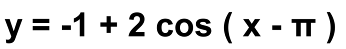 y = -1 + 2 cos ( x - π )